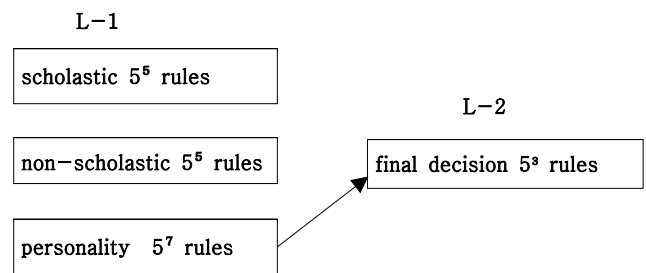 L-1
scholastic 5⁵ rules
L-2
non-scholastic 5⁵ rules
final decision 5³ rules
personality 5⁷ rules